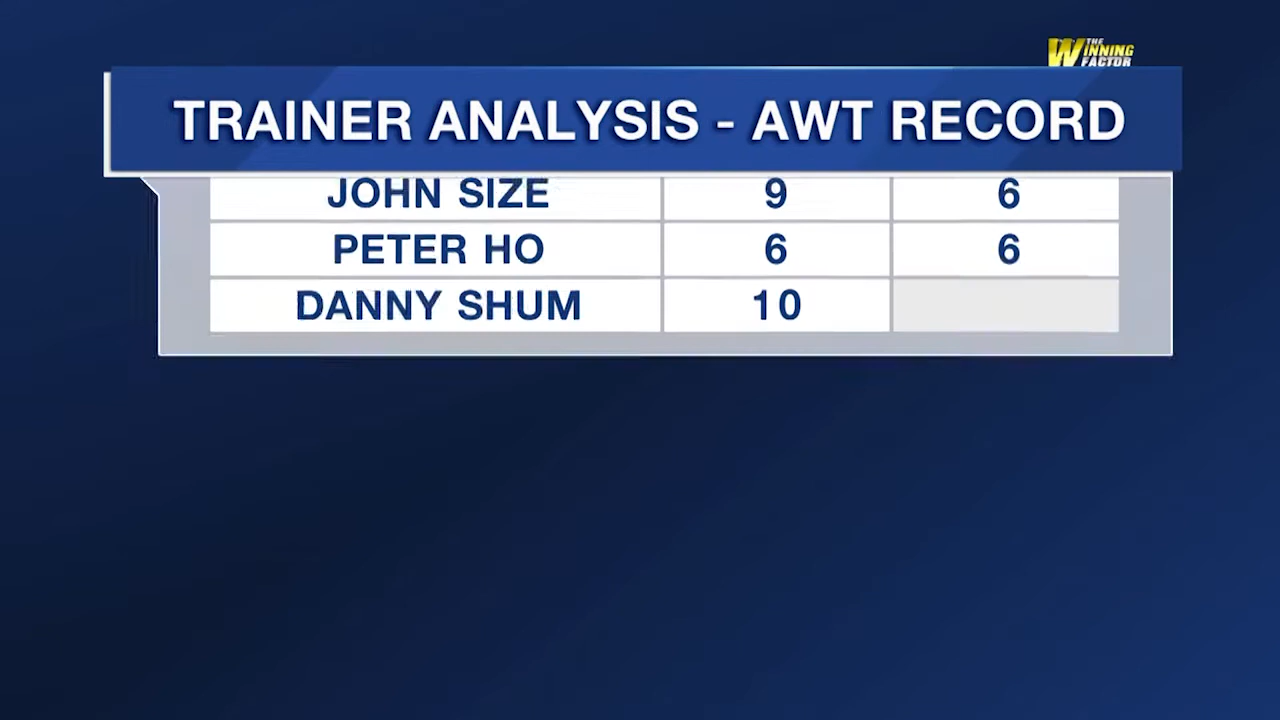 THE
WINNING
FACTOR
TRAINER ANALYSIS - AWT RECORD
JOHN SIZE 9 6
PETER HO 6 6
DANNY SHUM 10